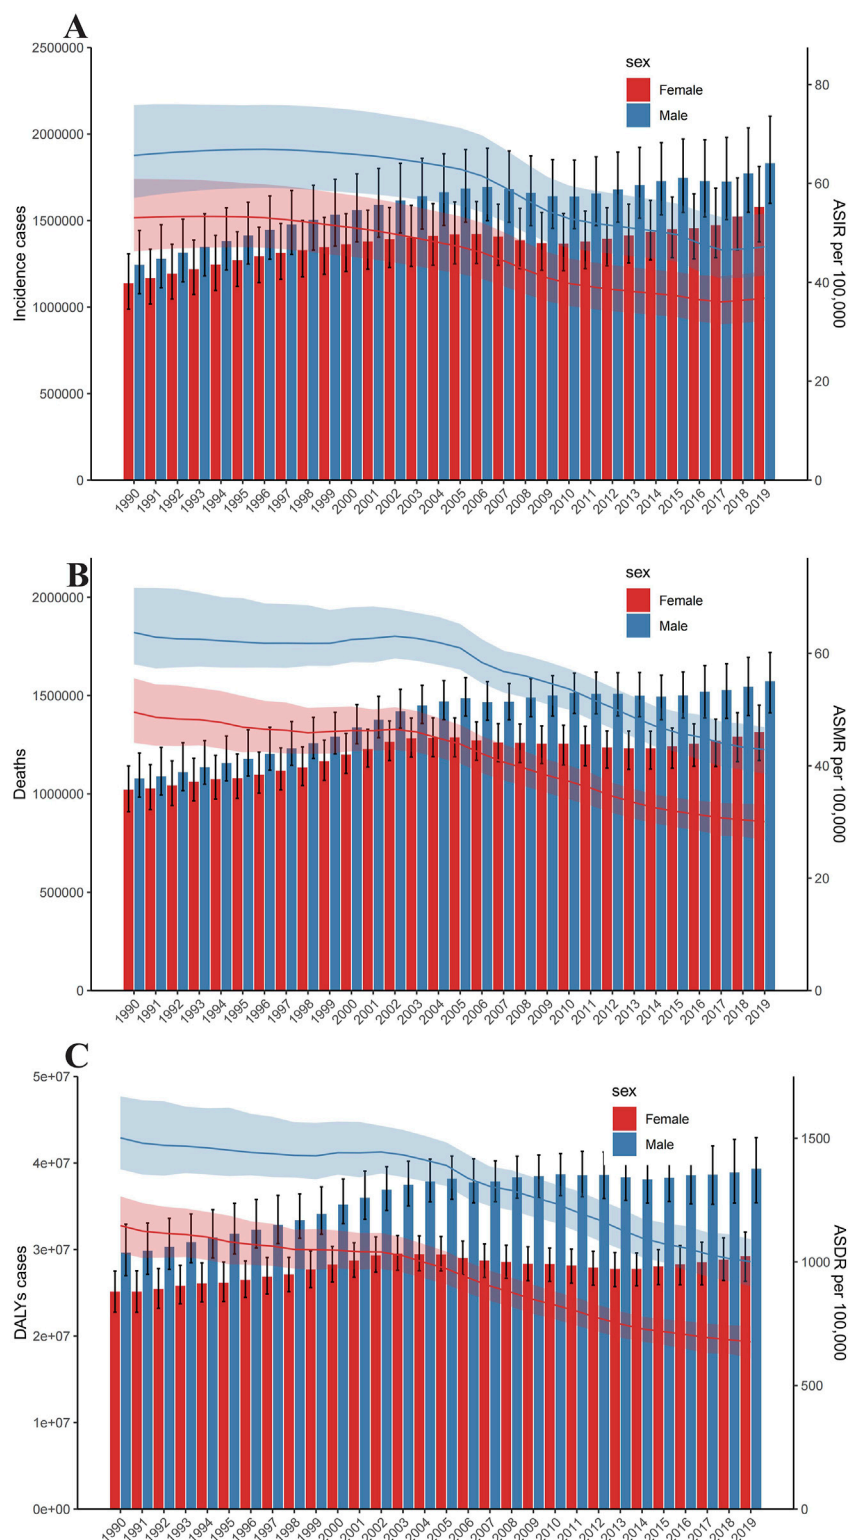 A
2500000
2000000
1500000
1000000
500000
0
Incidence cases
sex
Female
Male
80
60
40
20
0
ASIR per 100,000
1990 1991 1992 1993 1994 1995 1996 1997 1998 1999 2000 2001 2002 2003 2004 2005 2006 2007 2008 2009 2010 2011 2012 2013 2014 2015 2016 2017 2018 2019
B
2000000
1500000
1000000
500000
0
Deaths
sex
Female
Male
60
40
20
0
ASMR per 100,000
1990 1991 1992 1993 1994 1995 1996 1997 1998 1999 2000 2001 2002 2003 2004 2005 2006 2007 2008 2009 2010 2011 2012 2013 2014 2015 2016 2017 2018 2019
C
5e+07
4e+07
3e+07
2e+07
1e+07
0e+00
DALYs cases
sex
Female
Male
1500
1000
500
0
ASDR per 100,000
1990 1991 1992 1993 1994 1995 1996 1997 1998 1999 2000 2001 2002 2003 2004 2005 2006 2007 2008 2009 2010 2011 2012 2013 2014 2015 2016 2017 2018 2019